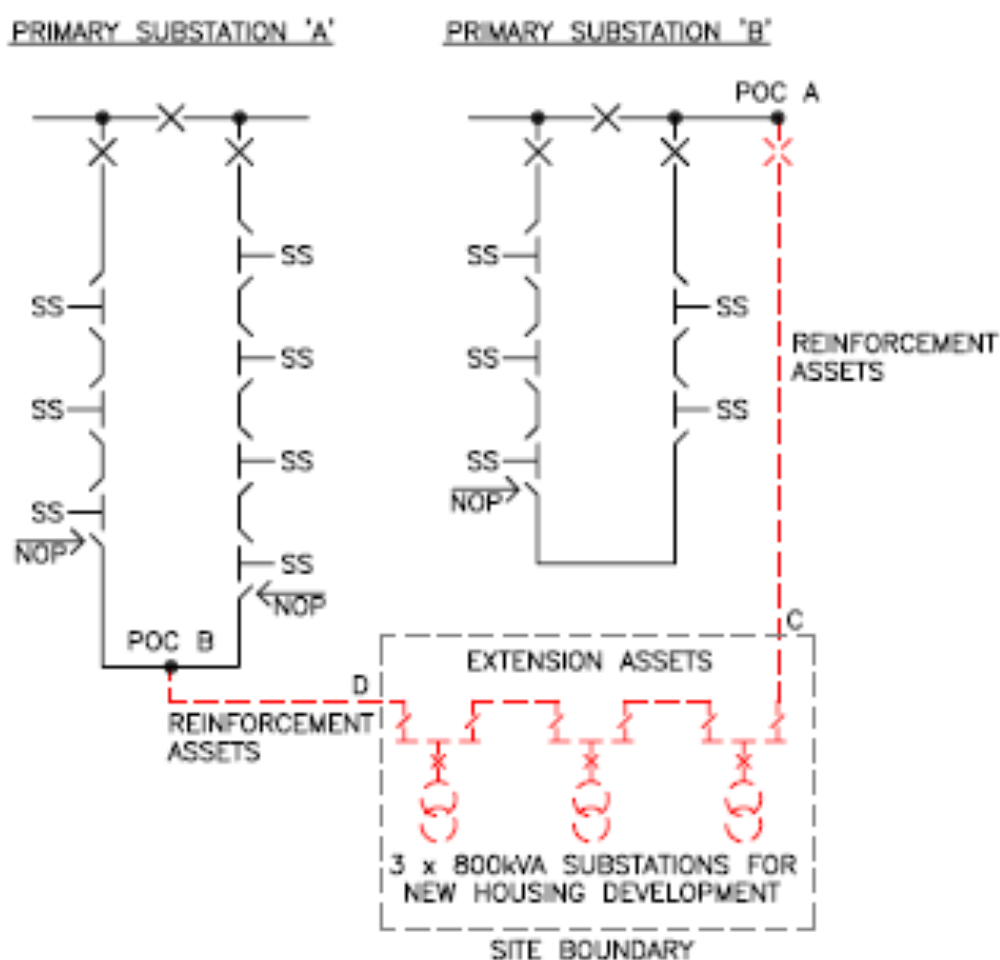 PRIMARY SUBSTATION 'A'
PRIMARY SUBSTATION 'B'
POC A
SS
SS
SS
SS
SS
SS
SS
NOP
NOP
SS
SS
SS
SS
SS
NOP
REINFORCEMENT
ASSETS
POC B
C
D
EXTENSION ASSETS
REINFORCEMENT
ASSETS
3 x 800kVA SUBSTATIONS FOR
NEW HOUSING DEVELOPMENT
SITE BOUNDARY